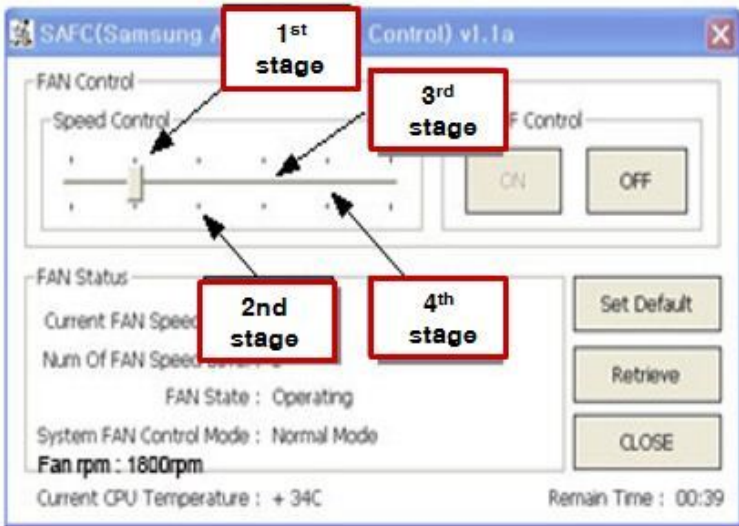 SAFC(Samsung A Control) v1.1a
1st
stage
FAN Control
3rd
stage
Speed Control
F Control
ON
OFF
FAN Status
2nd
stage
4th
stage
Set Default
Current FAN Speed
Num Of FAN Speed
Retrieve
FAN State : Operating
System FAN Control Mode : Normal Mode
CLOSE
Fan rpm : 1800rpm
Current CPU Temperature : + 34C
Remain Time : 00:39